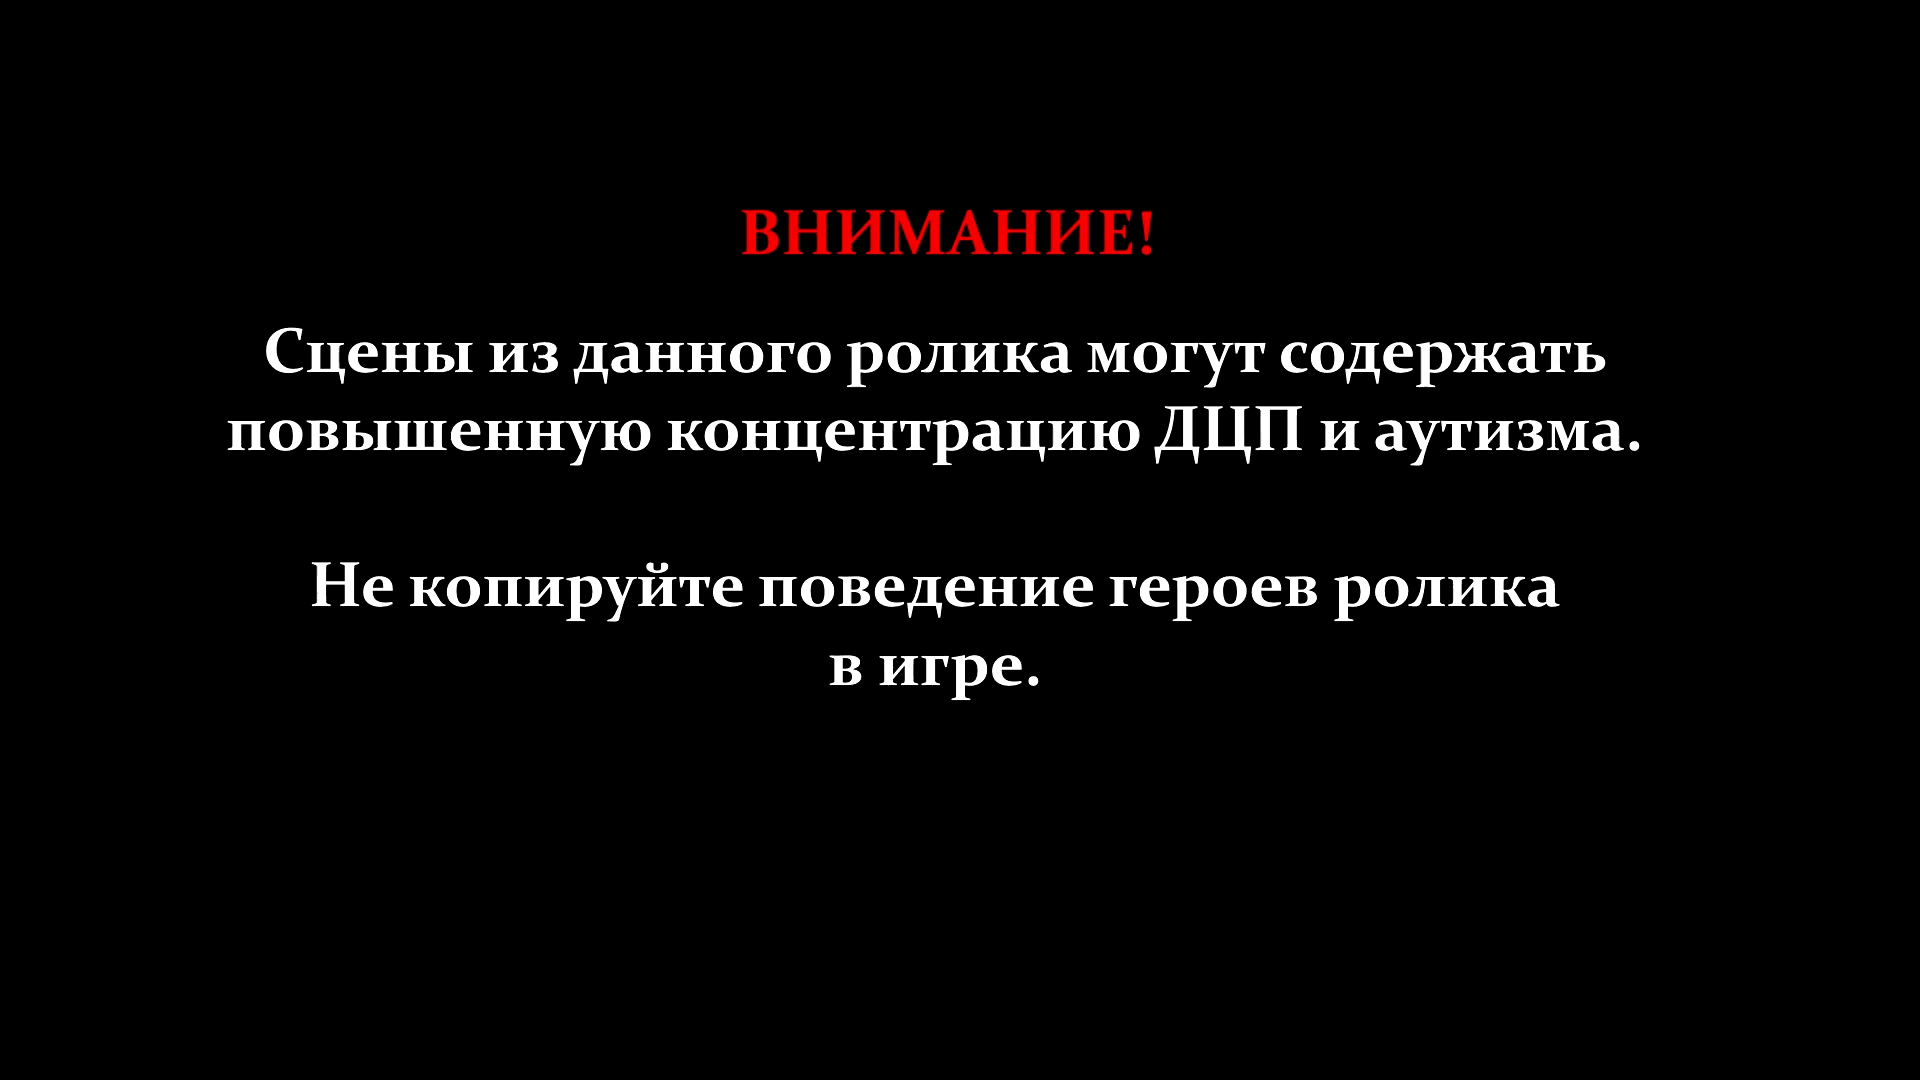 ВНИМАНИЕ!
Сцены из данного ролика могут содержать
повышенную концентрацию ДЦП и аутизма.
Не копируйте поведение героев ролика
в игре.